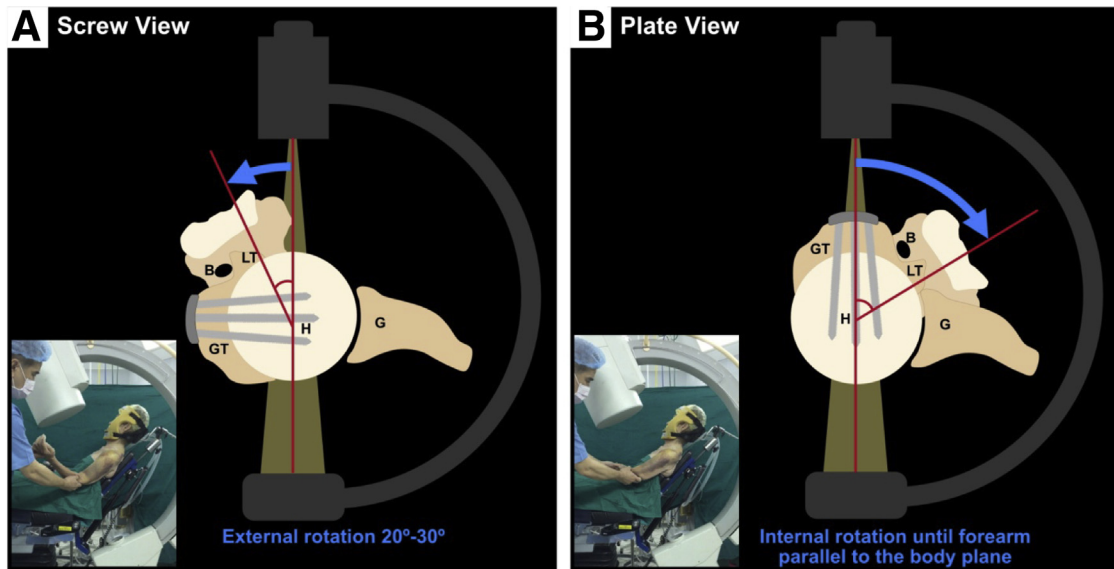 A Screw View
B
LT
H
G
GT
External rotation 20º-30º
B Plate View
GT
B
LT
H
G
Internal rotation until forearm
parallel to the body plane